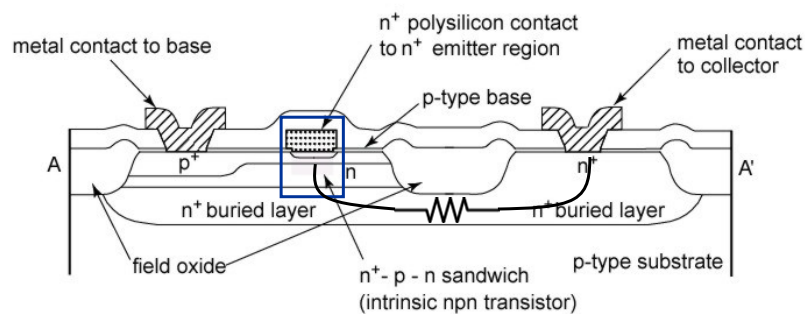 n+ polysilicon contact
to n+ emitter region
metal contact to base
metal contact
to collector
p-type base
A
p+
n
n+
A'
n+ buried layer
n+ buried layer
field oxide
n+- p - n sandwich
(intrinsic npn transistor)
p-type substrate